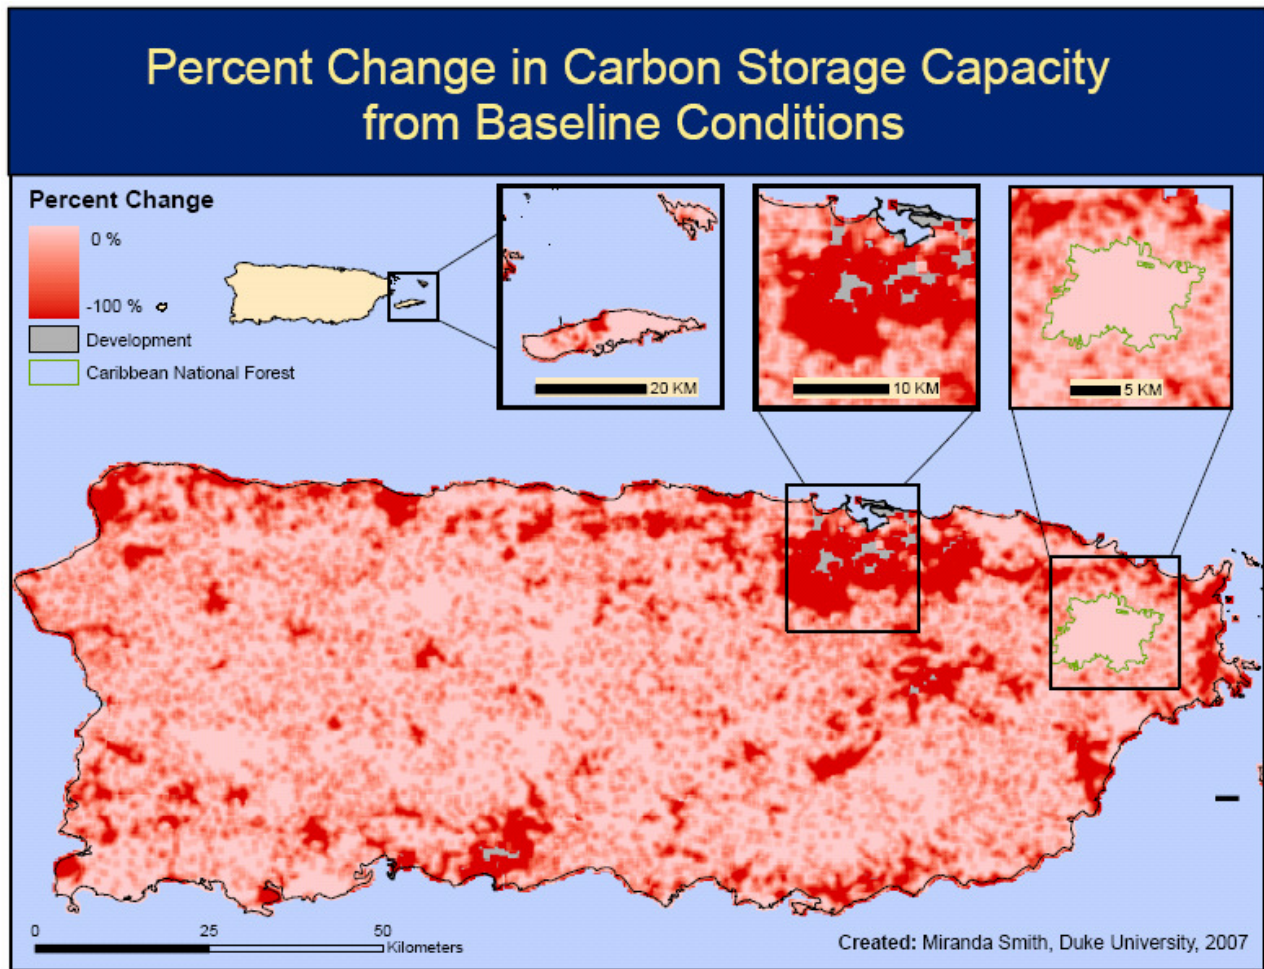 Percent Change in Carbon Storage Capacity
from Baseline Conditions
Percent Change
0 %
-100 %
Development
Caribbean National Forest
20 KM
10 KM
5 KM
0 25 50
Kilometers
Created: Miranda Smith, Duke University, 2007